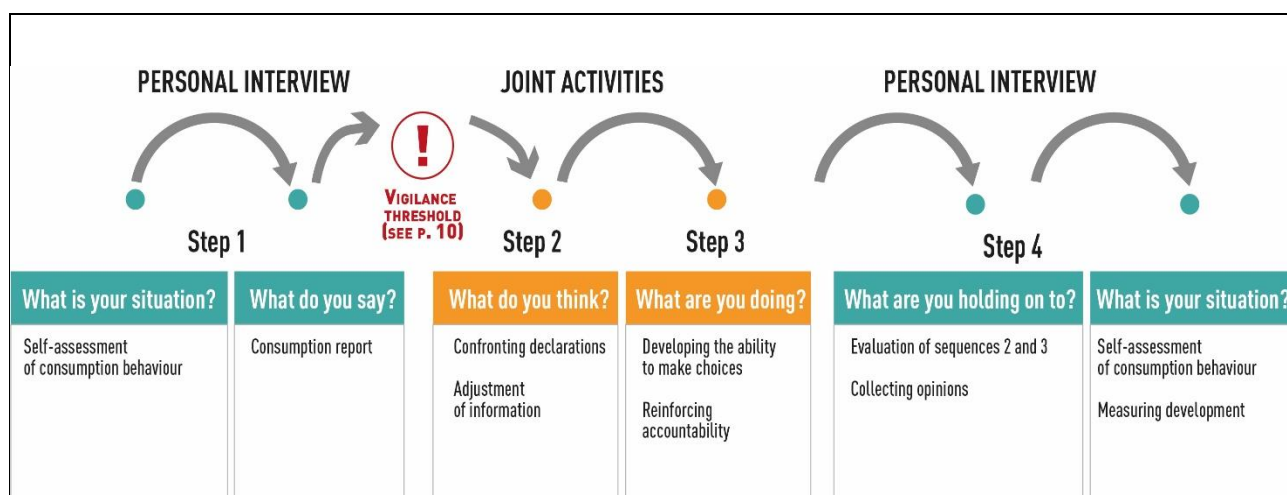 PERSONAL INTERVIEW
JOINT ACTIVITIES
PERSONAL INTERVIEW
!
VIGILANCE
THRESHOLD
(SEE P. 10)
Step 1
Step 2
Step 3
Step 4
What is your situation?
What do you say?
What do you think?
What are you doing?
What are you holding on to?
What is your situation?
Self-assessment
of consumption behaviour
Consumption report
Confronting declarations
Adjustment
of information
Developing the ability
to make choices
Reinforcing
accountability
Evaluation of sequences 2 and 3
Collecting opinions
Self-assessment
of consumption behaviour
Measuring development